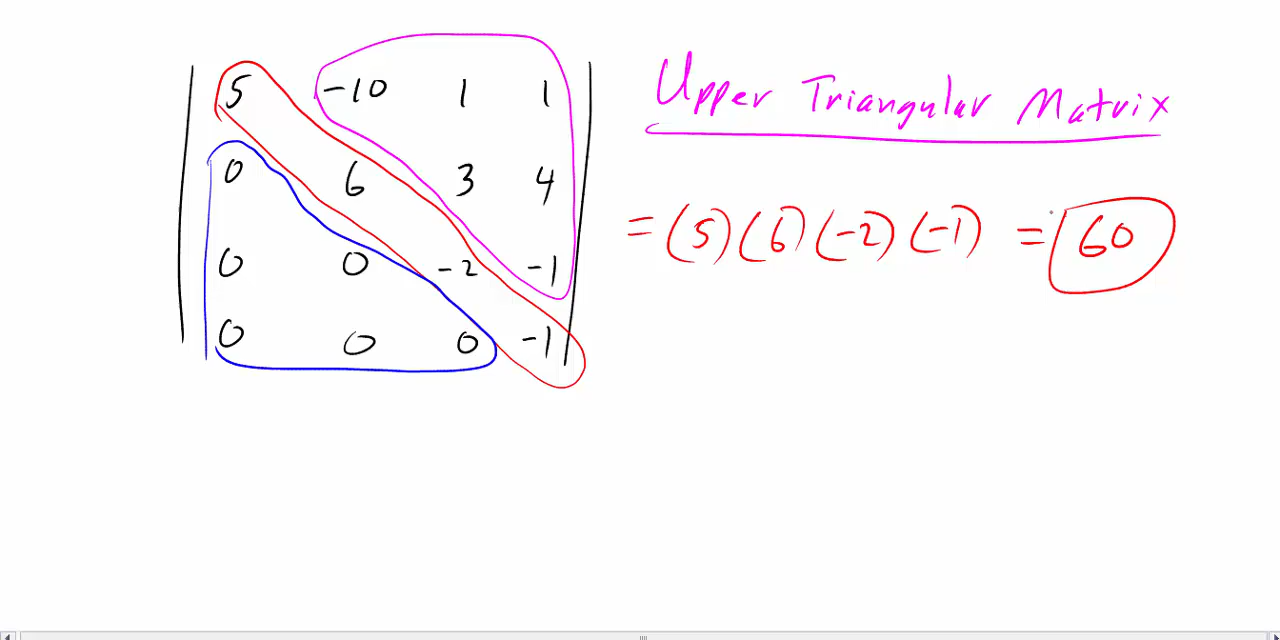 5 -10 1 1
Upper Triangular Matrix
0 6 3 4
= (5)(6)(-2)(-1) = 60
0 0 -2 -1
0 0 0 -1